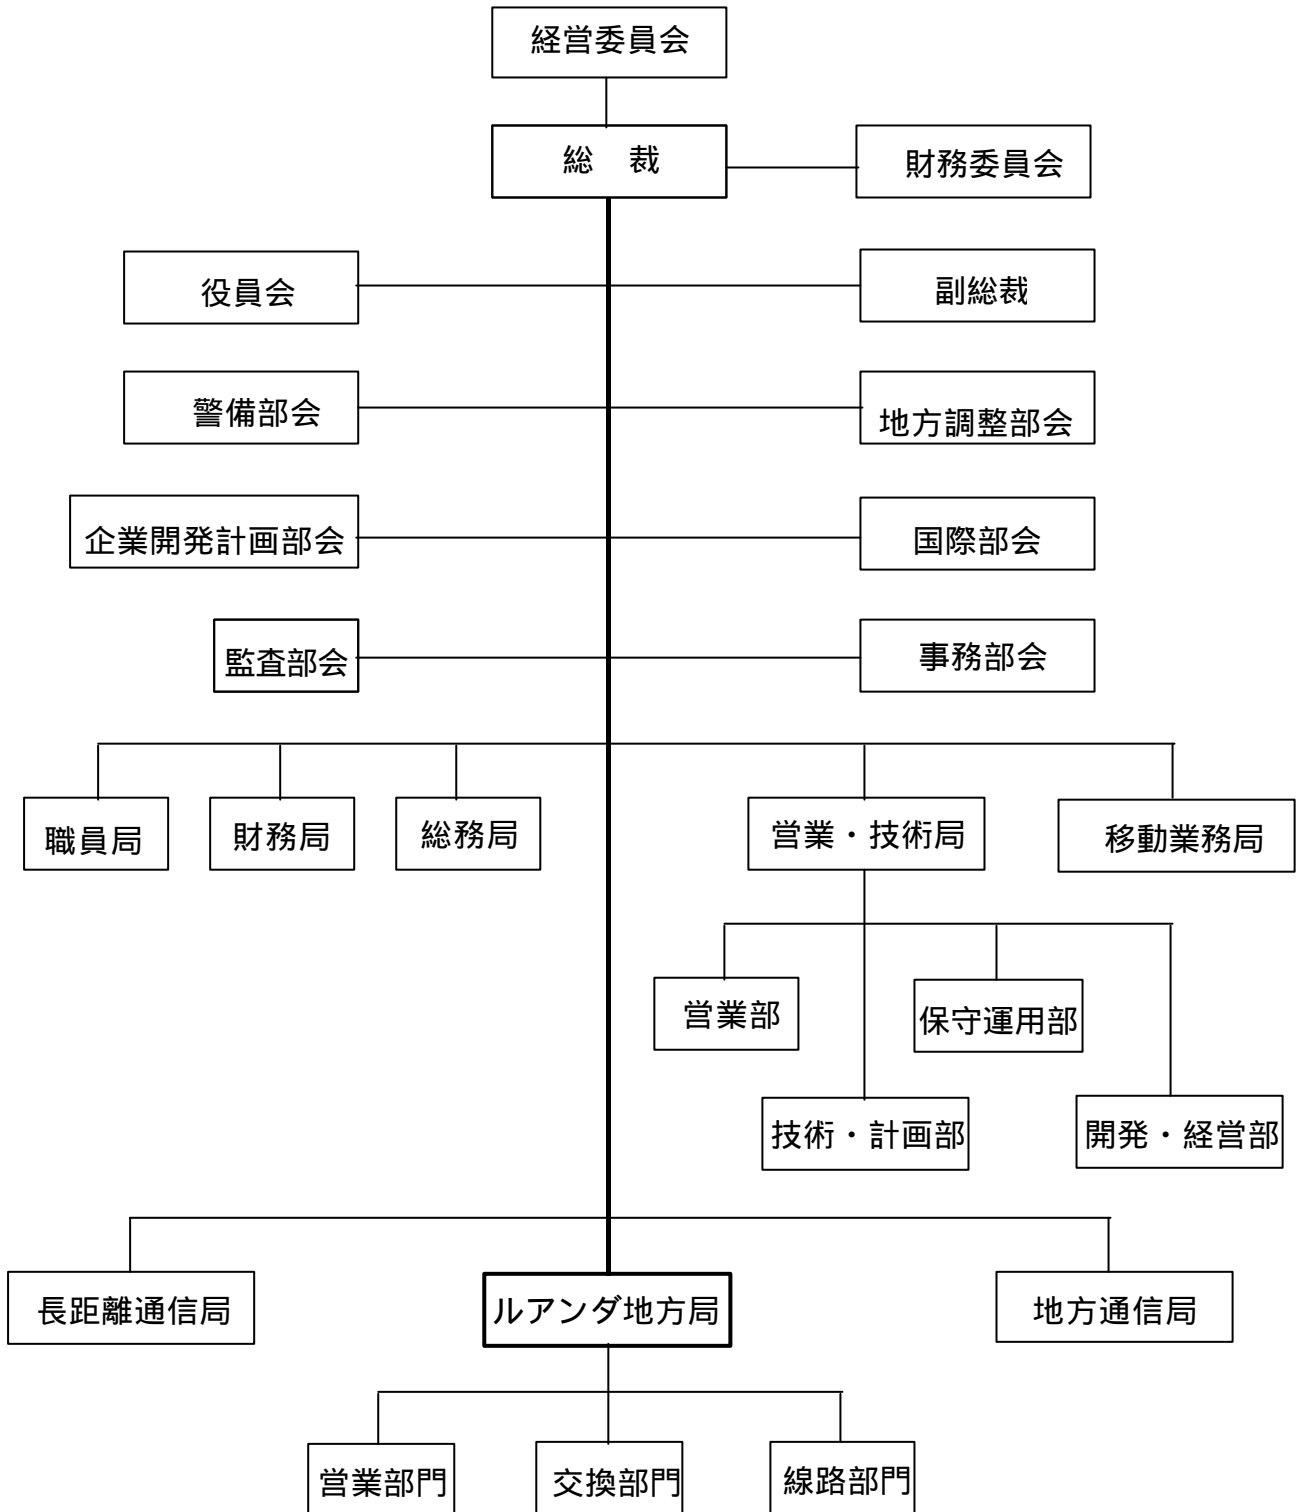 経営委員会
総 裁
財務委員会
役員会
副総裁
警備部会
地方調整部会
企業開発計画部会
国際部会
監査部会
事務部会
職員局
財務局
総務局
営業・技術局
移動業務局
営業部
保守運用部
技術・計画部
開発・経営部
長距離通信局
ルアンダ地方局
地方通信局
営業部門
交換部門
線路部門